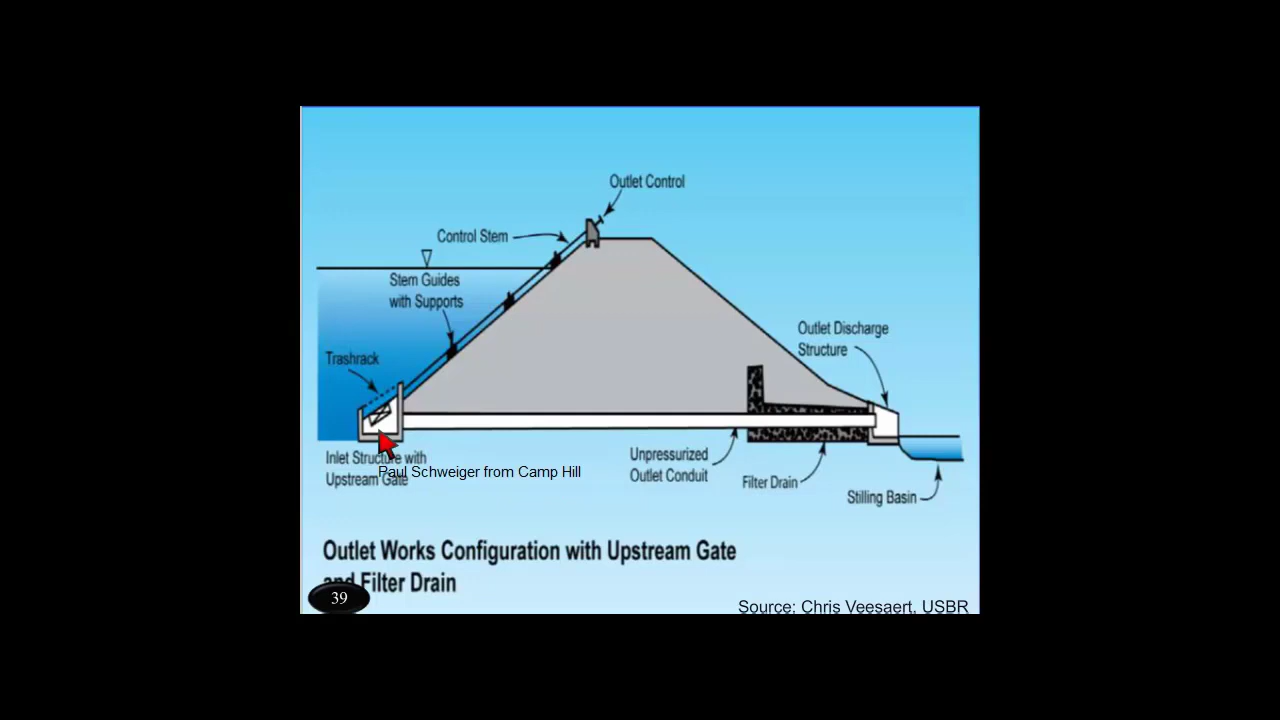 Outlet Control
Control Stem
Stem Guides
with Supports
Trashrack
Outlet Discharge
Structure
Inlet Structure with
Upstream Gate
Paul Schweiger from Camp Hill
Unpressurized
Outlet Conduit
Filter Drain
Stilling Basin
Outlet Works Configuration with Upstream Gate
and Filter Drain
39
Source: Chris Veesaert, USBR